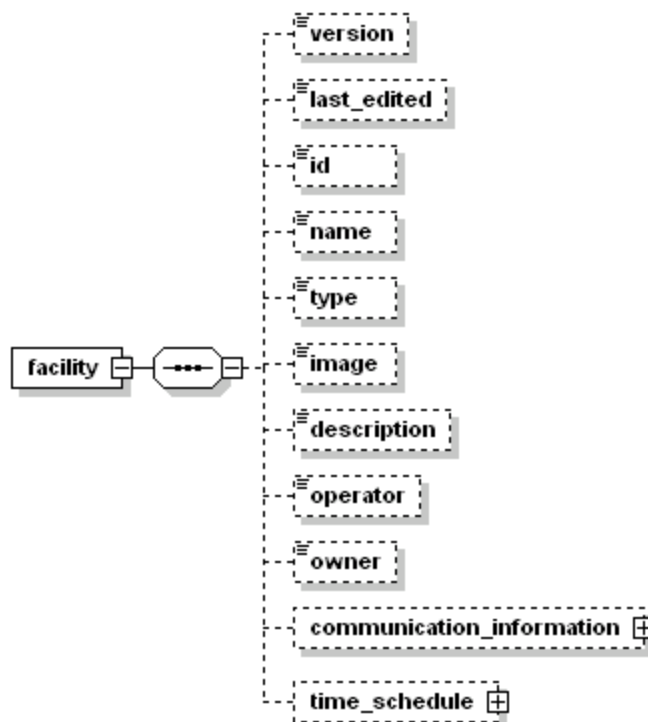 version
last_edited
id
name
type
image
facility
description
operator
owner
communication_information
time_schedule